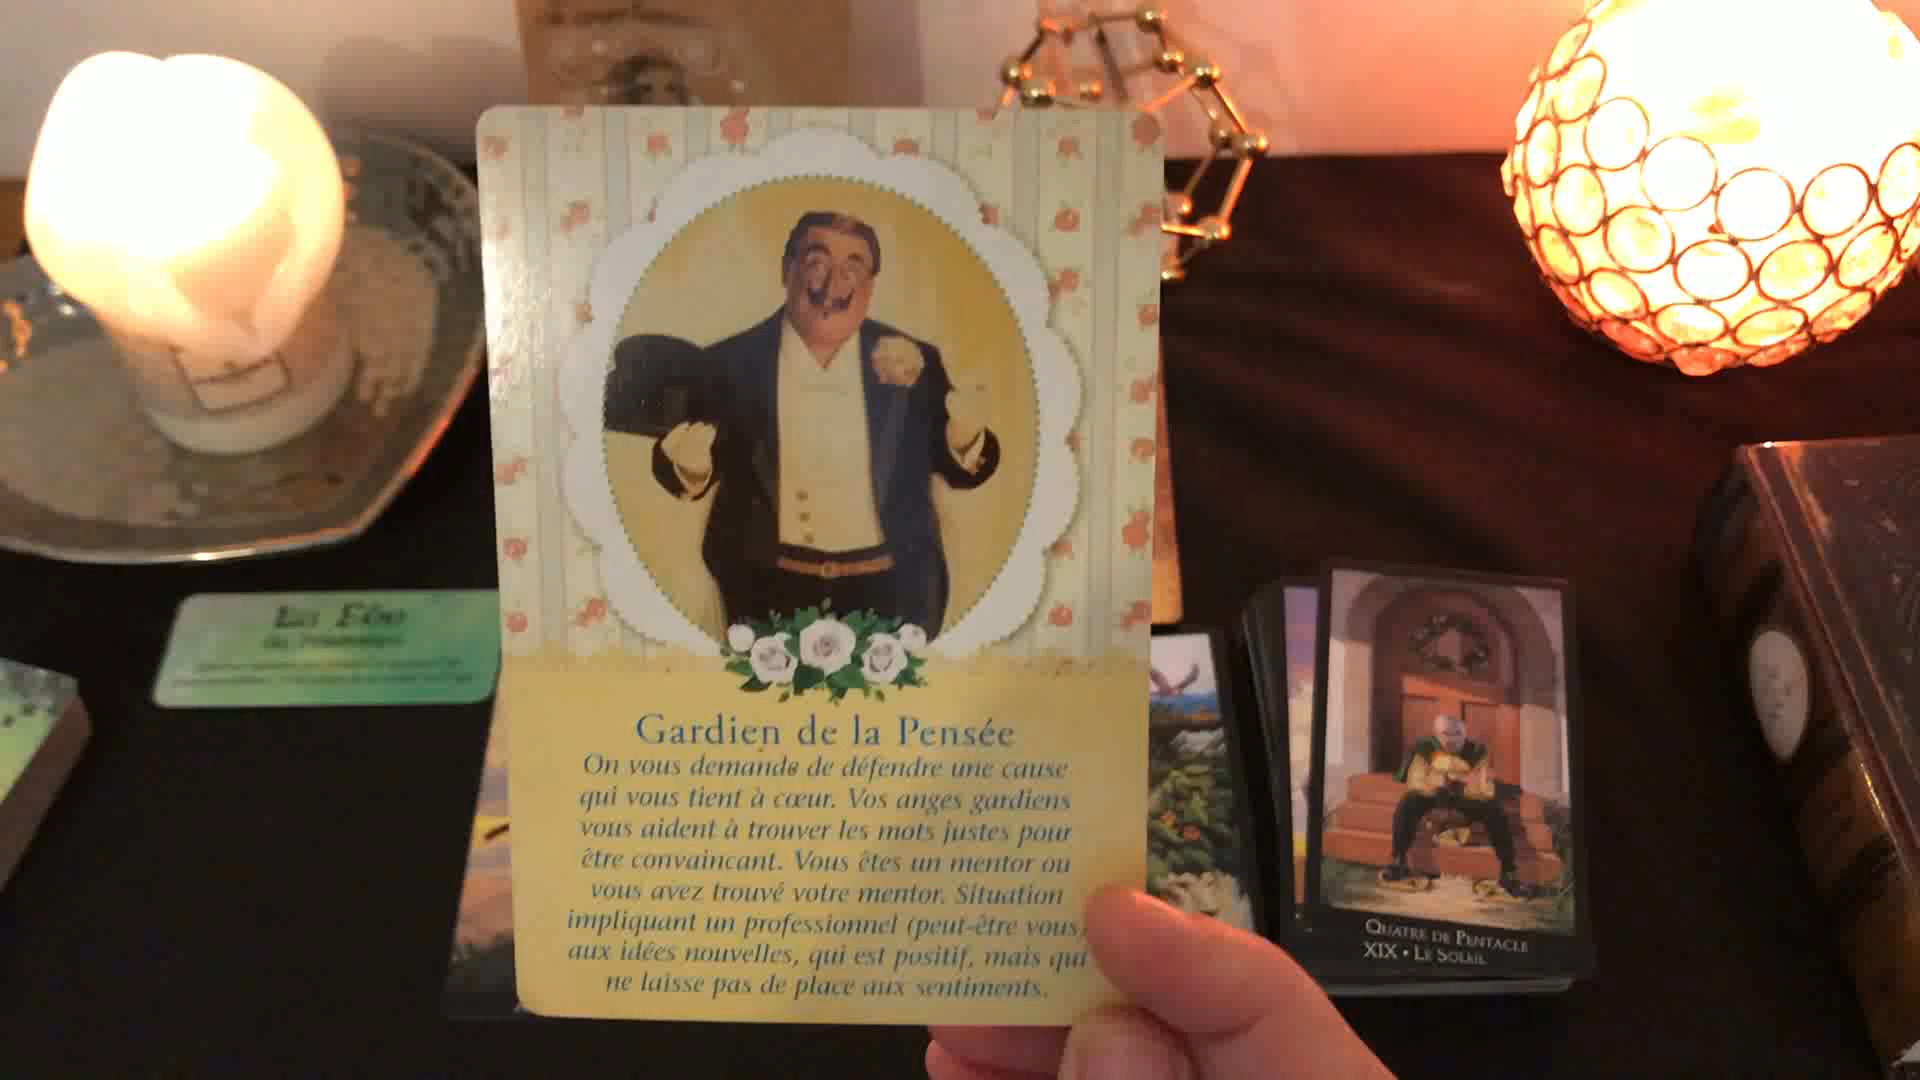 Gardien de la Pensée
On vous demande de défendre une cause
qui vous tient à cœur. Vos anges gardiens
vous aident à trouver les mots justes pour
être convaincant. Vous êtes un mentor ou
vous avez trouvé votre mentor. Situation
impliquant un professionnel (peut-être vous)
aux idées nouvelles, qui est positif, mais qui
ne laisse pas de place aux sentiments.
La Fée
Quatre de Pentacle
XIX • Le Soleil